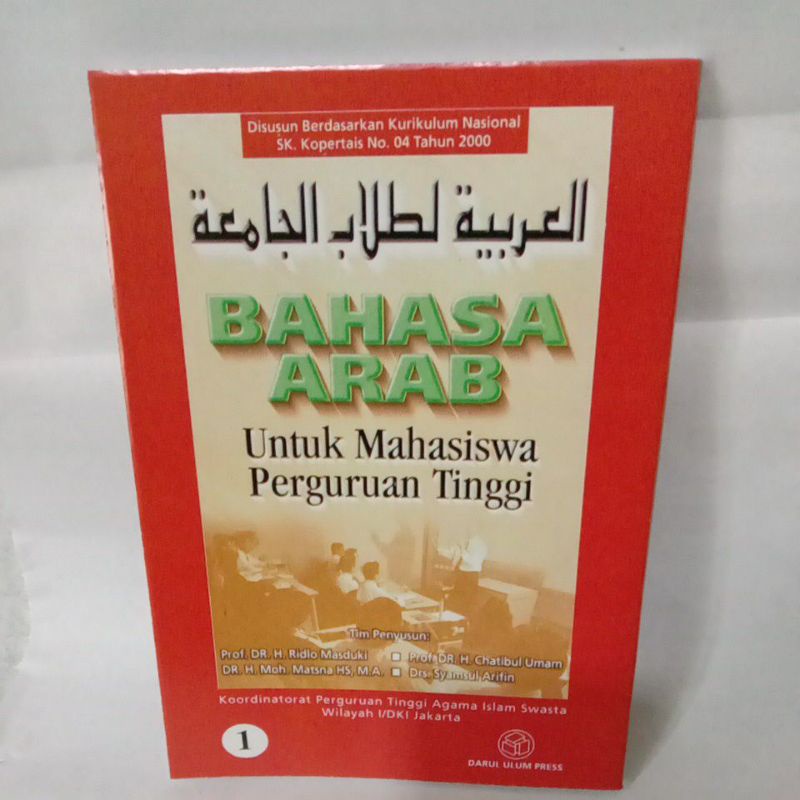 Disusun Berdasarkan Kurikulum Nasional
SK. Kopertais No. 04 Tahun 2000
العربية لطلاب الجامعة
BAHASA
ARAB
Untuk Mahasiswa
Perguruan Tinggi
Tim Penyusun:
Prof. DR. H. Ridlo Masduki ■ Prof. DR. H. Chatibul Umam
DR. H. Moh. Matsna HS, M.A. ■ Drs. Syamsul Arifin
Koordinatorat Perguruan Tinggi Agama Islam Swasta
Wilayah I/DKI Jakarta
1
DARUL ULUM PRESS